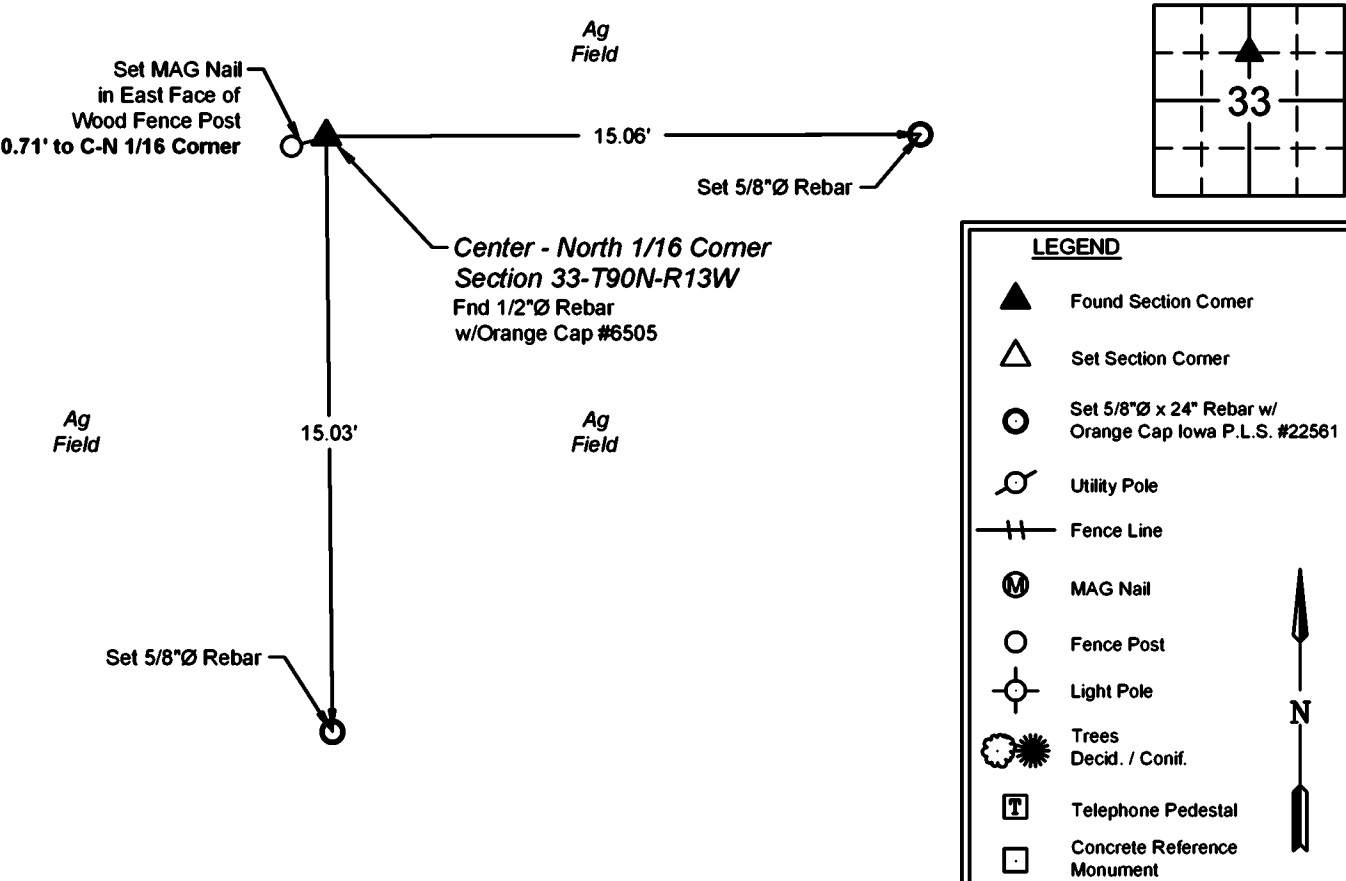 Ag
Field
Set MAG Nail
in East Face of
Wood Fence Post
0.71' to C-N 1/16 Corner
15.06'
Set 5/8"Ø Rebar
Center - North 1/16 Corner
Section 33-T90N-R13W
Fnd 1/2"Ø Rebar
w/Orange Cap #6505
Ag
Field
15.03'
Ag
Field
Set 5/8"Ø Rebar
33
LEGEND
Found Section Corner
Set Section Corner
Set 5/8"Ø x 24" Rebar w/
Orange Cap Iowa P.L.S. #22561
Utility Pole
Fence Line
M
MAG Nail
Fence Post
Light Pole
Trees
Decid. / Conif.
T
Telephone Pedestal
Concrete Reference
Monument
N